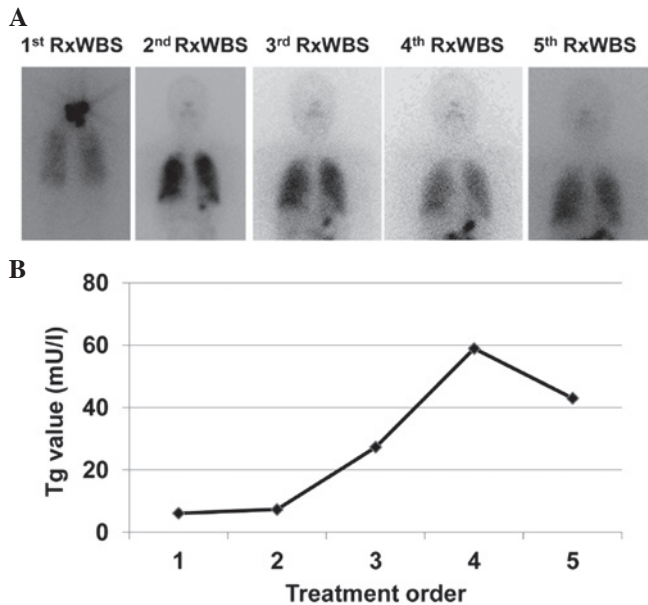 A
1st RxWBS 2nd RxWBS 3rd RxWBS 4th RxWBS 5th RxWBS
B
Tg value (mU/l)
80
60
40
20
0
1 2 3 4 5
Treatment order